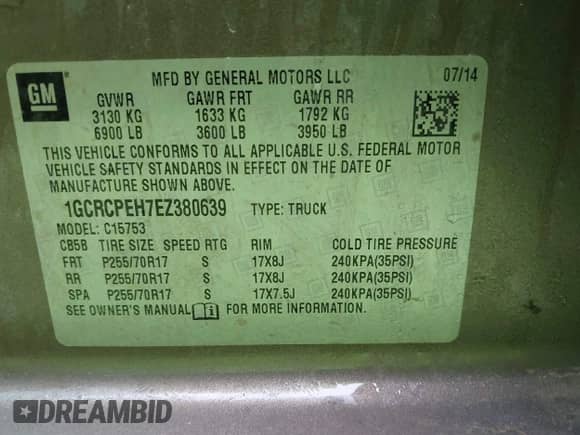 GM
MFD BY GENERAL MOTORS LLC 07/14
GVWR GAWR FRT GAWR RR
3130 KG 1633 KG 1792 KG
6900 LB 3600 LB 3950 LB
THIS VEHICLE CONFORMS TO ALL APPLICABLE U.S. FEDERAL MOTOR
VEHICLE SAFETY STANDARDS IN EFFECT ON THE DATE OF
MANUFACTURE SHOWN ABOVE.
1GCRCPEH7EZ380639 TYPE: TRUCK
MODEL: C15753
CB5B TIRE SIZE SPEED RTG RIM COLD TIRE PRESSURE
FRT P255/70R17 S 17X8J 240KPA(35PSI)
RR P255/70R17 S 17X8J 240KPA(35PSI)
SPA P255/70R17 S 17X7.5J 240KPA(35PSI)
SEE OWNER'S MANUAL FOR MORE INFORMATION.
DREAMBID